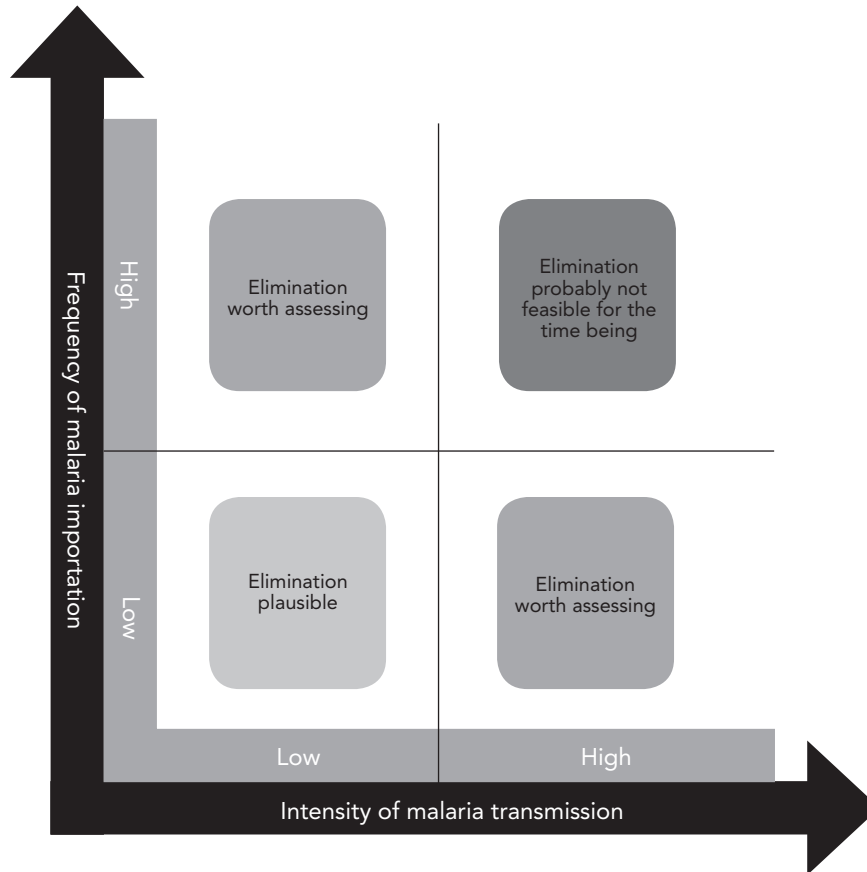 Frequency of malaria importation
High
Low
Elimination
worth assessing
Elimination
probably not
feasible for the
time being
Elimination
plausible
Elimination
worth assessing
Low
High
Intensity of malaria transmission